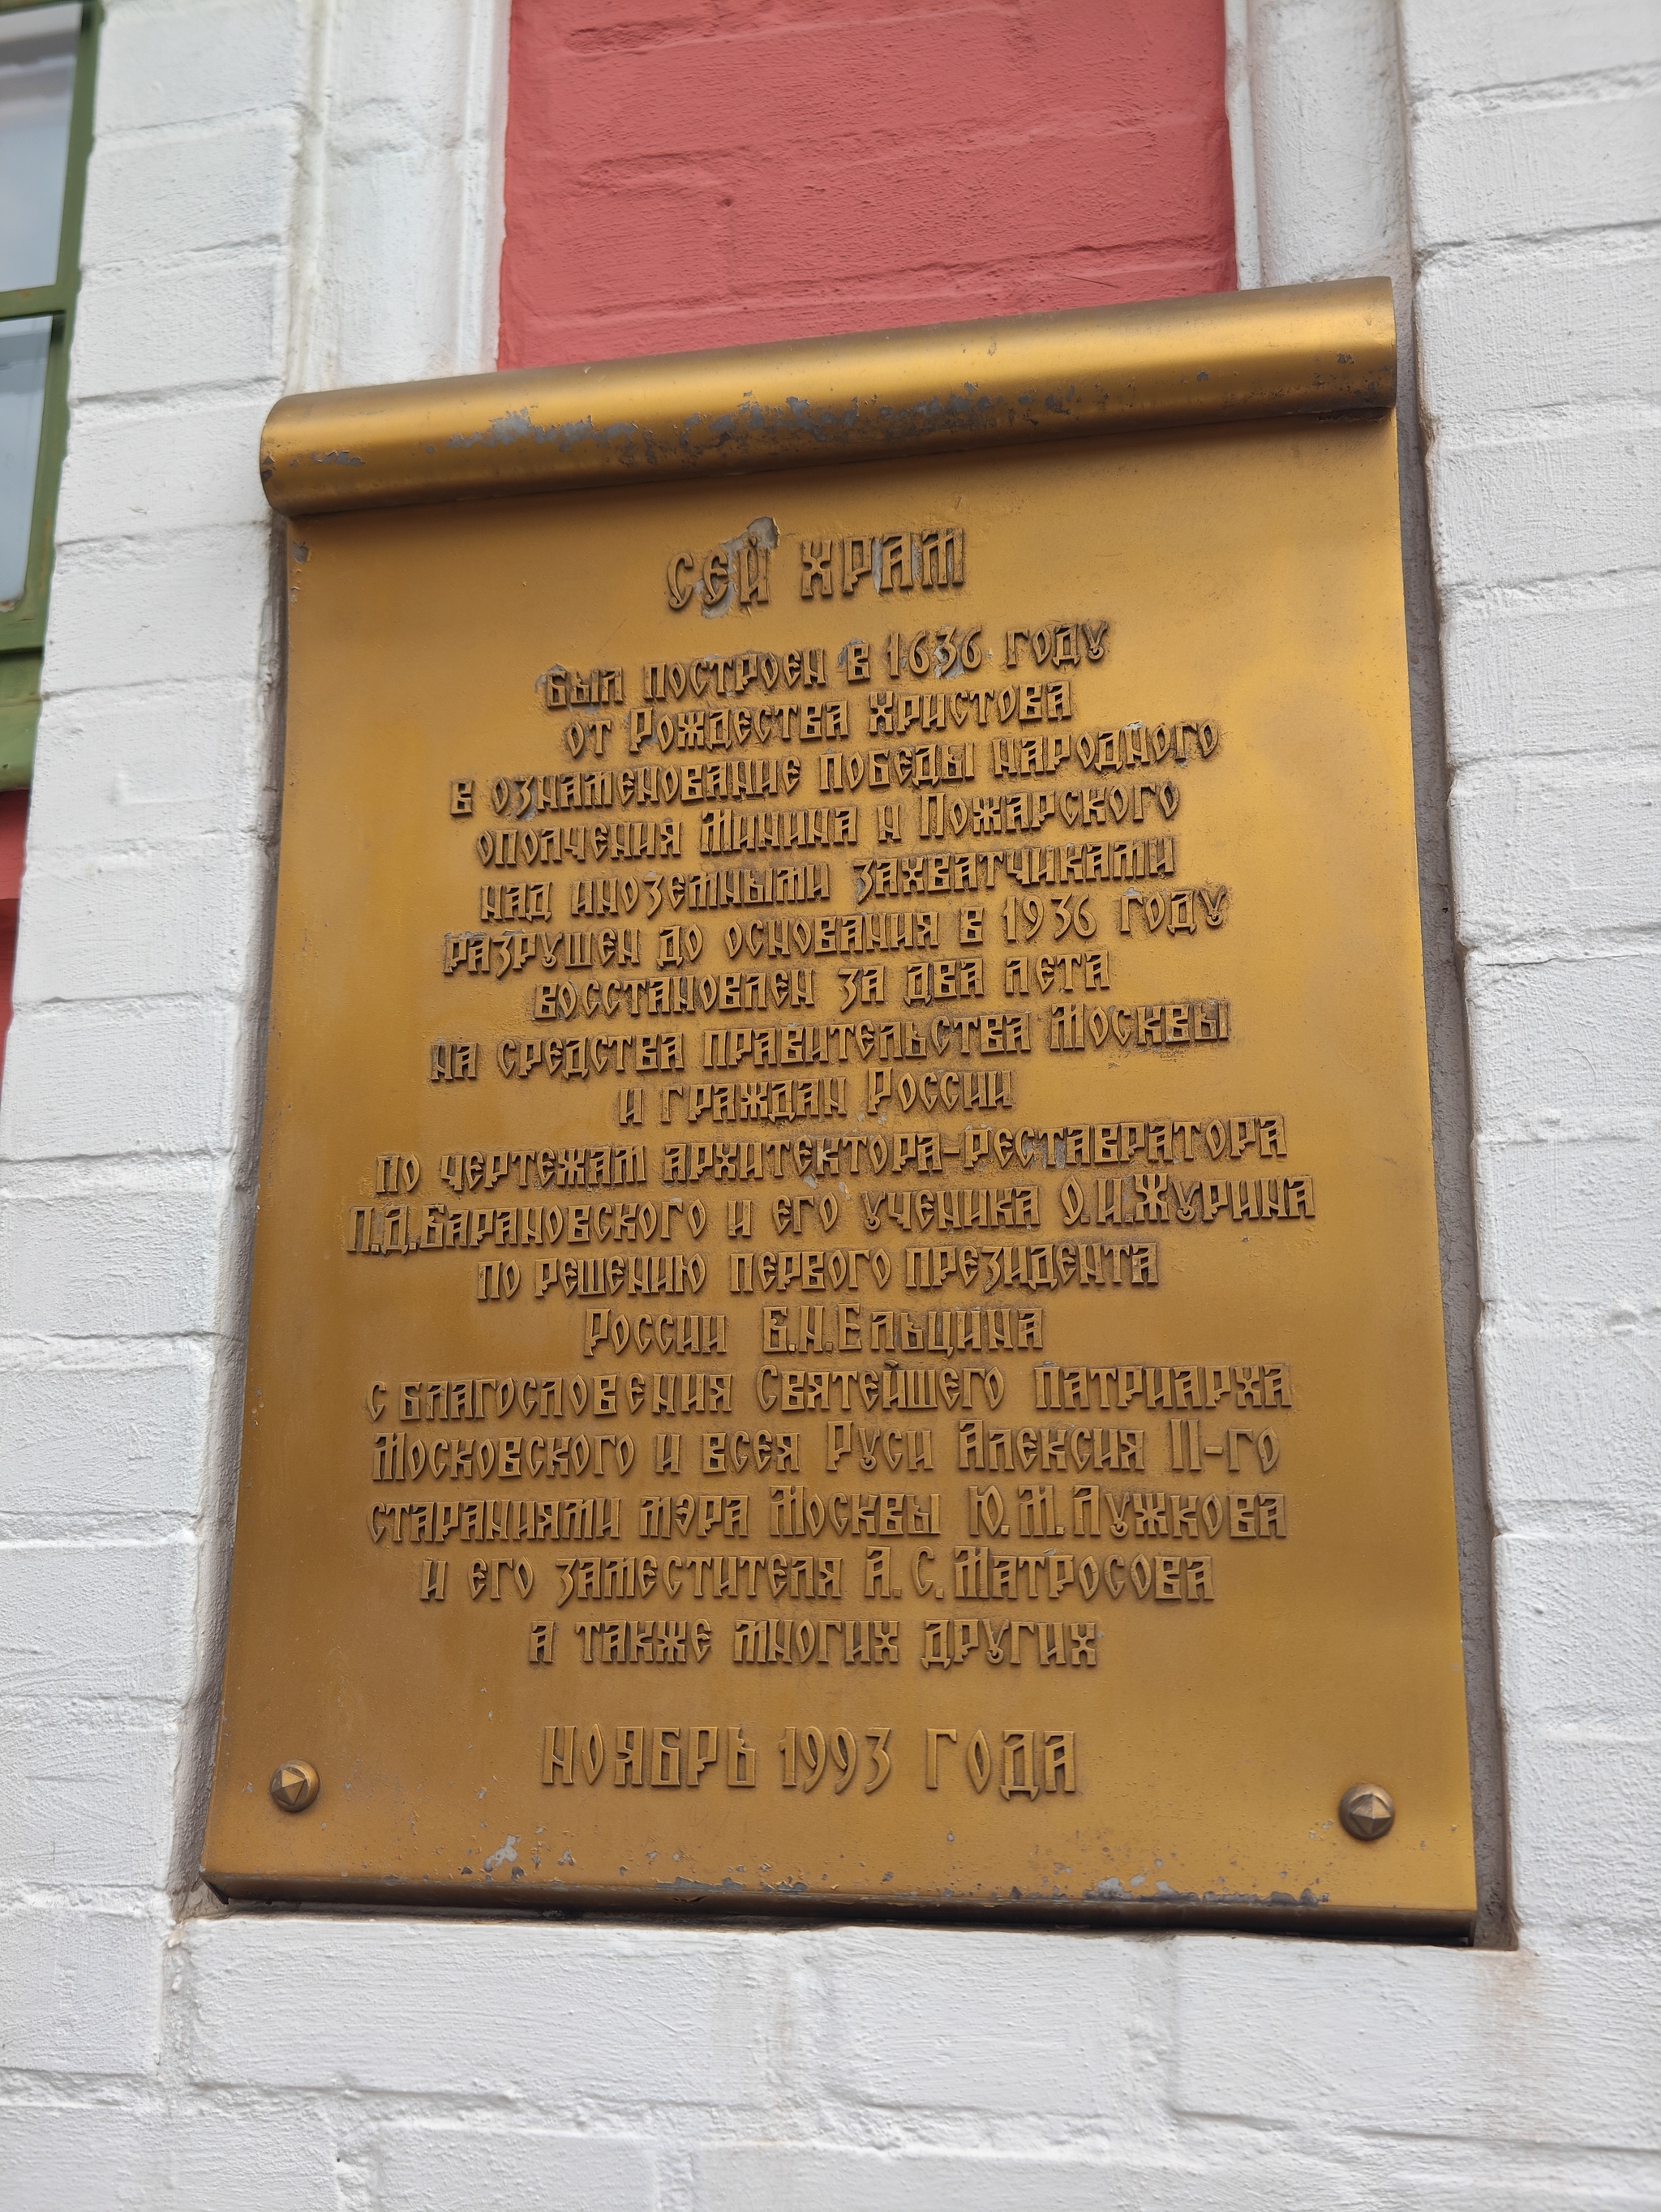 СЕЙ ХРАМ
был построен в 1636 году
от Рождества Христова
в ознаменование победы народного
ополчения Минина и Пожарского
над иноземными захватчиками
разрушен до основания в 1936 году
восстановлен за два лета
на средства правительства Москвы
и граждан России
по чертежам архитектора-реставратора
П.Д.Барановского и его ученика О.И.Журина
по решению первого президента
России Б.Н.Ельцина
с благословения Святейшего патриарха
Московского и всея Руси Алексия II-го
стараниями мэра Москвы Ю.М.Лужкова
и его заместителя А.С.Матросова
а также многих других
НОЯБРЬ 1993 ГОДА